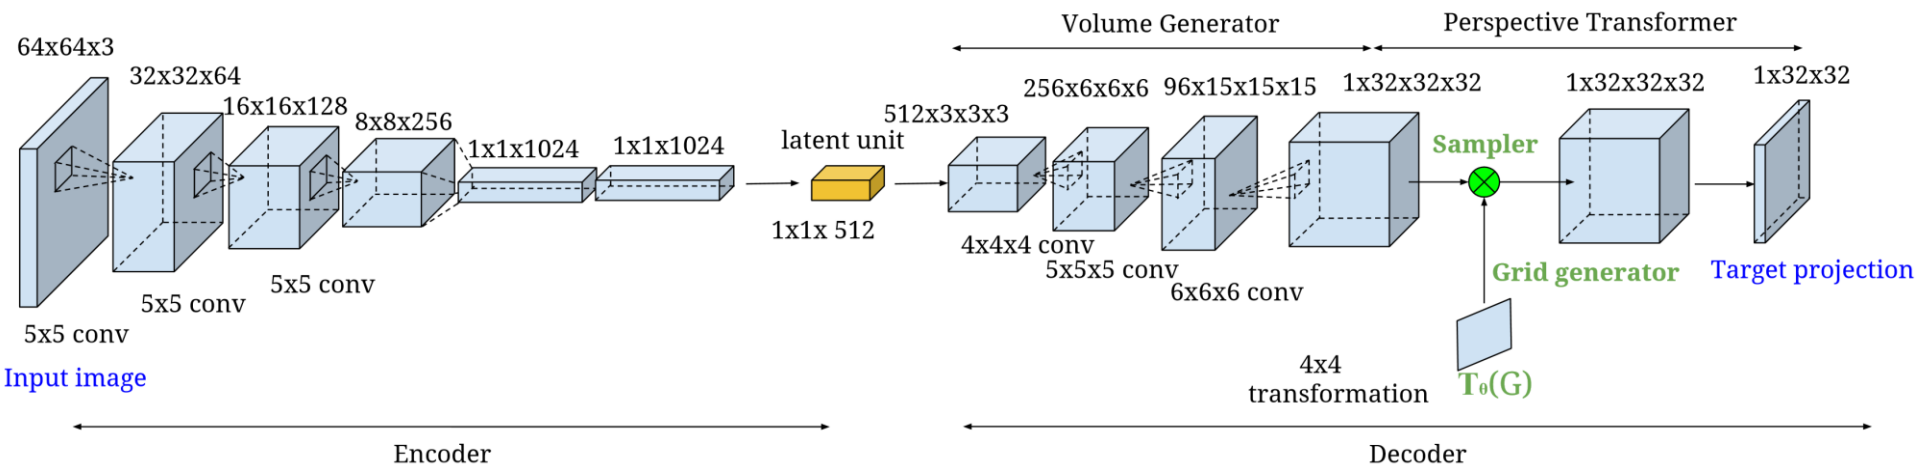 Volume Generator
Perspective Transformer
64x64x3
32x32x64
16x16x128
8x8x256
1x1x1024
1x1x1024
latent unit
1x1x 512
512x3x3x3
256x6x6x6
96x15x15x15
1x32x32x32
1x32x32x32
1x32x32
Sampler
Grid generator
Target projection
5x5 conv
5x5 conv
5x5 conv
4x4x4 conv
5x5x5 conv
6x6x6 conv
Input image
4x4
transformation
Tθ(G)
Encoder
Decoder